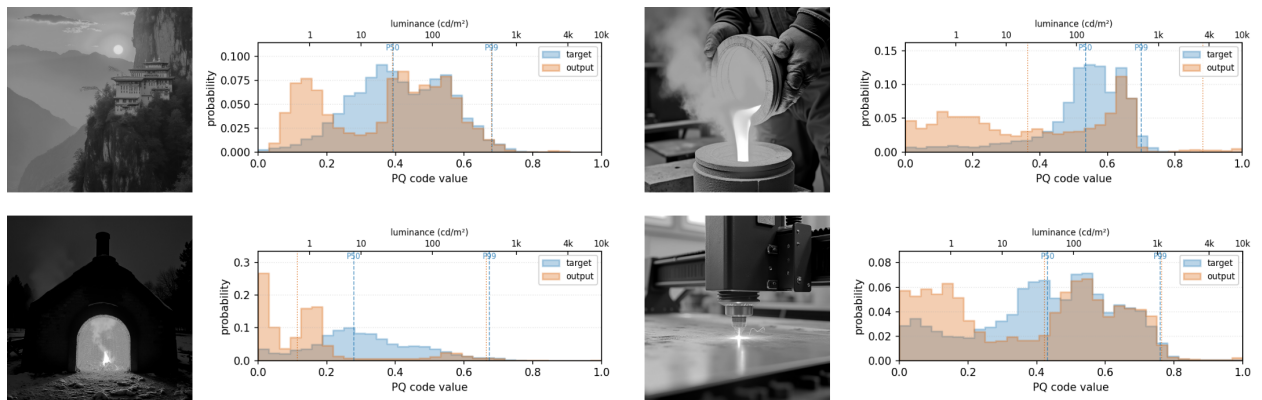 luminance (cd/m²)
1 10 100 1k 4k 10k
P50 P99
target
output
probability
0.100
0.075
0.050
0.025
0.000
0.0 0.2 0.4 0.6 0.8 1.0
PQ code value
luminance (cd/m²)
1 10 100 1k 4k 10k
P50 P99
target
output
probability
0.15
0.10
0.05
0.00
0.0 0.2 0.4 0.6 0.8 1.0
PQ code value
luminance (cd/m²)
1 10 100 1k 4k 10k
P50 P99
target
output
probability
0.3
0.2
0.1
0.0
0.0 0.2 0.4 0.6 0.8 1.0
PQ code value
luminance (cd/m²)
1 10 100 1k 4k 10k
P50 P99
target
output
probability
0.08
0.06
0.04
0.02
0.00
0.0 0.2 0.4 0.6 0.8 1.0
PQ code value